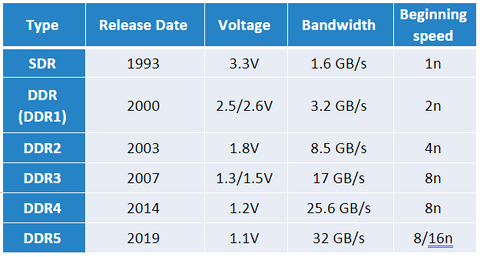 Type Release Date Voltage Bandwidth Beginning speed
SDR 1993 3.3V 1.6 GB/s 1n
DDR (DDR1) 2000 2.5/2.6V 3.2 GB/s 2n
DDR2 2003 1.8V 8.5 GB/s 4n
DDR3 2007 1.3/1.5V 17 GB/s 8n
DDR4 2014 1.2V 25.6 GB/s 8n
DDR5 2019 1.1V 32 GB/s 8/16n